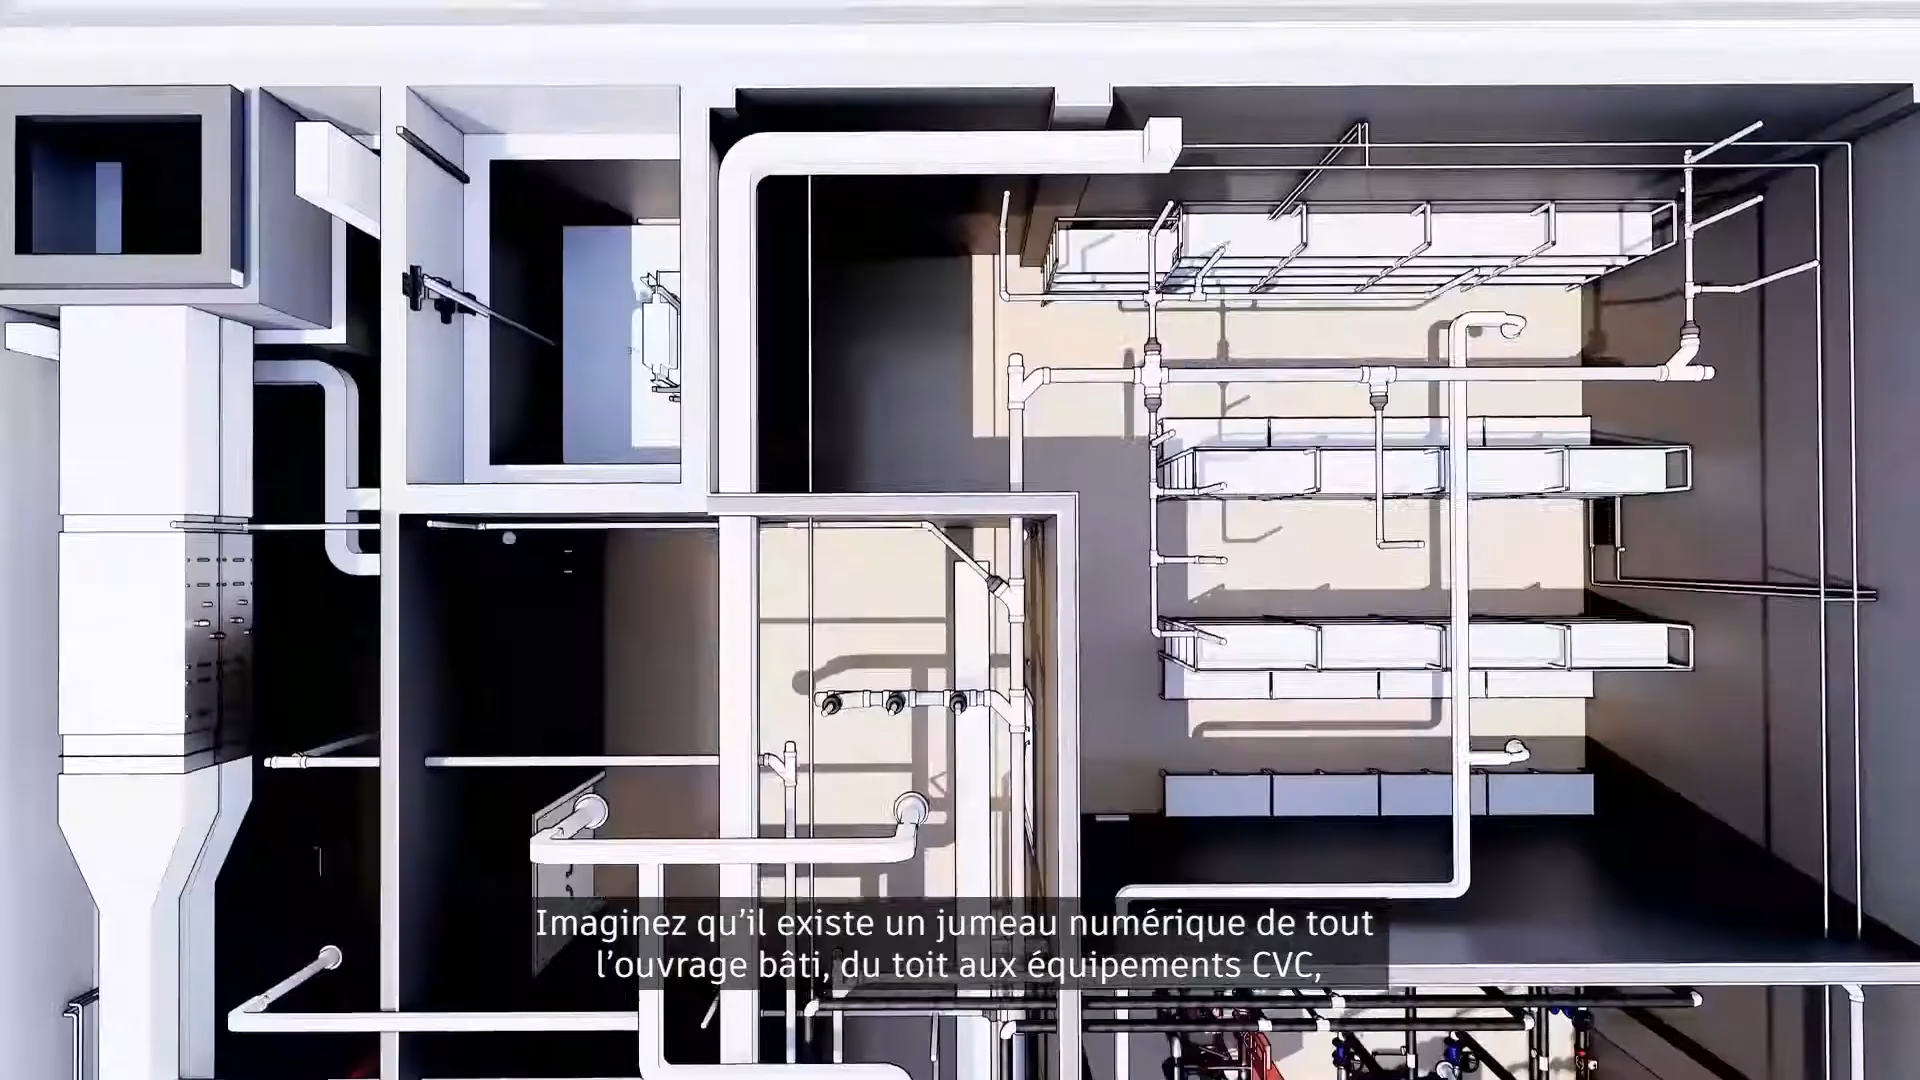 Imaginez qu’il existe un jumeau numérique de tout
l’ouvrage bâti, du toit aux équipements CVC,